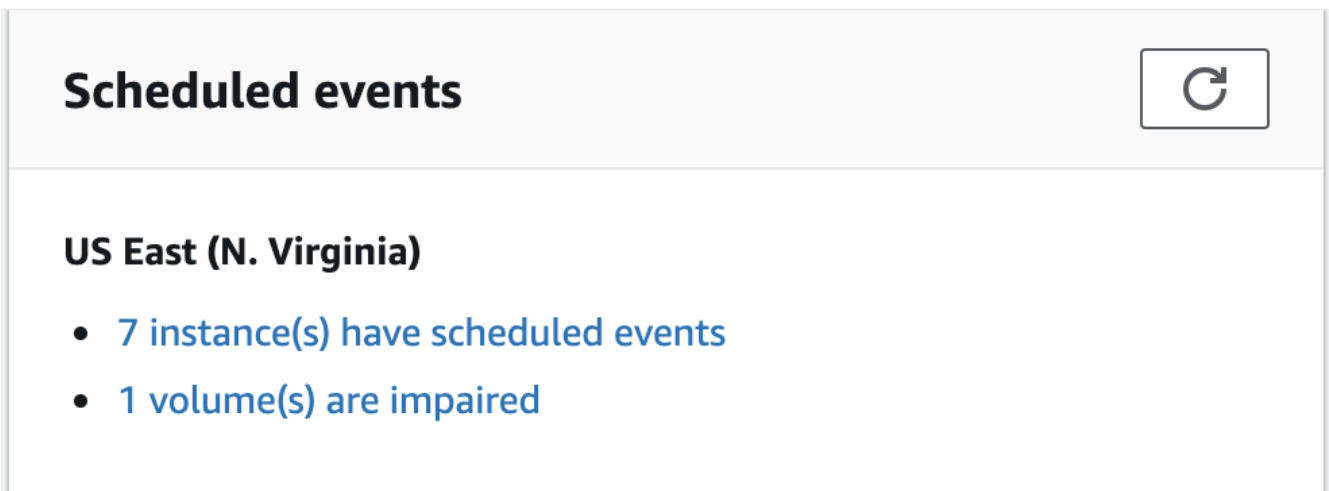 Scheduled events
US East (N. Virginia)
7 instance(s) have scheduled events
1 volume(s) are impaired